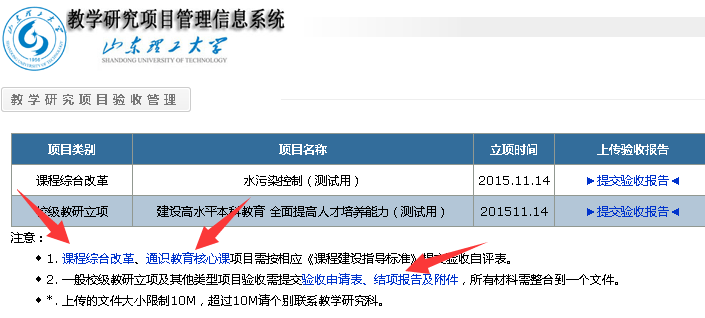 教学研究项目管理信息系统
山东理工大学
SHANDONG UNIVERSITY OF TECHNOLOGY
教学研究项目验收管理
项目类别 项目名称 立项时间 上传验收报告
课程综合改革 水污染控制（测试用） 2015.11.14 ►提交验收报告◄
校级教研立项 建设高水平本科教育 全面提高人才培养能力（测试用） 201511.14 ►提交验收报告◄
注意：
◆ 1. 课程综合改革、通识教育核心课项目需按相应《课程建设指导标准》提交验收自评表。
◆ 2. 一般校级教研立项及其他类型项目验收需提交验收申请表、结项报告及附件，所有材料需整合到一个文件。
◆ *. 上传的文件大小限制10M，超过10M请个别联系教学研究科。